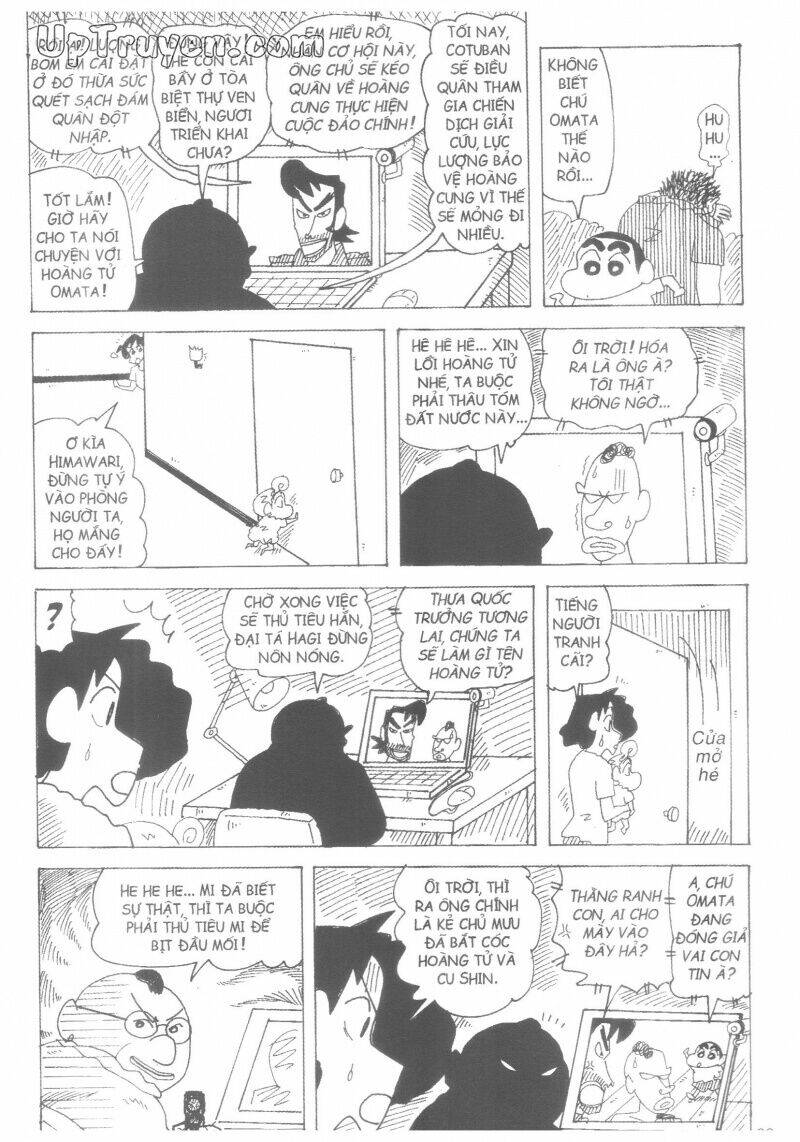 UpTruyen.com
BOM EM CÀI ĐẶT
Ở ĐÓ THỪA SỨC
QUÉT SẠCH ĐÁM
QUÂN ĐỘT
NHẬP.
THẾ CÒN CÁI
BẪY Ở TÒA
BIỆT THỰ VEN
BIỂN, NGƯƠI
TRIỂN KHAI
CHƯA?
EM HIỂU RỒI,
CƠ HỘI NÀY,
ÔNG CHỦ SẼ KÉO
QUÂN VỀ HOÀNG
CUNG THỰC HIỆN
CUỘC ĐẢO CHÍNH!
TỐI NAY,
COTUBAN
SẼ ĐIỀU
QUÂN THAM
GIA CHIẾN
DỊCH GIẢI
CỨU, LỰC
LƯỢNG BẢO
VỆ HOÀNG
CUNG VÌ THẾ
SẼ MỎNG ĐI
NHIỀU.
TỐT LẮM!
GIỜ HÃY
CHO TA NÓI
CHUYỆN VỚI
HOÀNG TỬ
OMATA!
KHÔNG
BIẾT
CHÚ
OMATA
THẾ
NÀO
RỒI...
HU
HU
...
Ơ KÌA
HIMAWARI,
ĐỪNG TỰ Ý
VÀO PHÒNG
NGƯỜI TA,
HỌ MẮNG
CHO ĐẤY!
HÊ HÊ HÊ... XIN
LỖI HOÀNG TỬ
NHÉ, TA BUỘC
PHẢI THÂU TÓM
ĐẤT NƯỚC NÀY...
ÔI TRỜI! HÓA
RA LÀ ÔNG À?
TÔI THẬT
KHÔNG NGỜ...
?
CHỜ XONG VIỆC
SẼ THỦ TIÊU HẮN,
ĐẠI TÁ HAGI ĐỪNG
NÔN NÓNG.
THƯA QUỐC
TRƯỞNG TƯƠNG
LAI, CHÚNG TA
SẼ LÀM GÌ TÊN
HOÀNG TỬ?
TIẾNG
NGƯỜI
TRANH
CÃI?
Cửa
mở
hé
HE HE HE... MI ĐÃ BIẾT
SỰ THẬT, THÌ TA BUỘC
PHẢI THỦ TIÊU MI ĐỂ
BỊT ĐẦU MỐI!
ÔI TRỜI, THÌ
RA ÔNG CHÍNH
LÀ KẺ CHỦ MƯU
ĐÃ BẮT CÓC
HOÀNG TỬ VÀ
CU SHIN.
THẰNG RANH
CON, AI CHO
MÀY VÀO
ĐÂY HẢ?
A, CHÚ
OMATA
ĐANG
ĐÓNG GIẢ
VAI CON
TIN À?